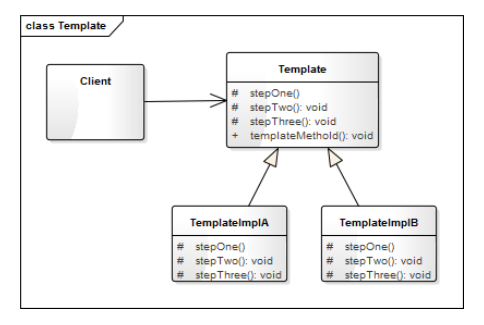 class Template
Client
Template
# stepOne()
# stepTwo(): void
# stepThree(): void
+ templateMethold(): void
TemplateImplA
# stepOne()
# stepTwo(): void
# stepThree(): void
TemplateImplB
# stepOne()
# stepTwo(): void
# stepThree(): void